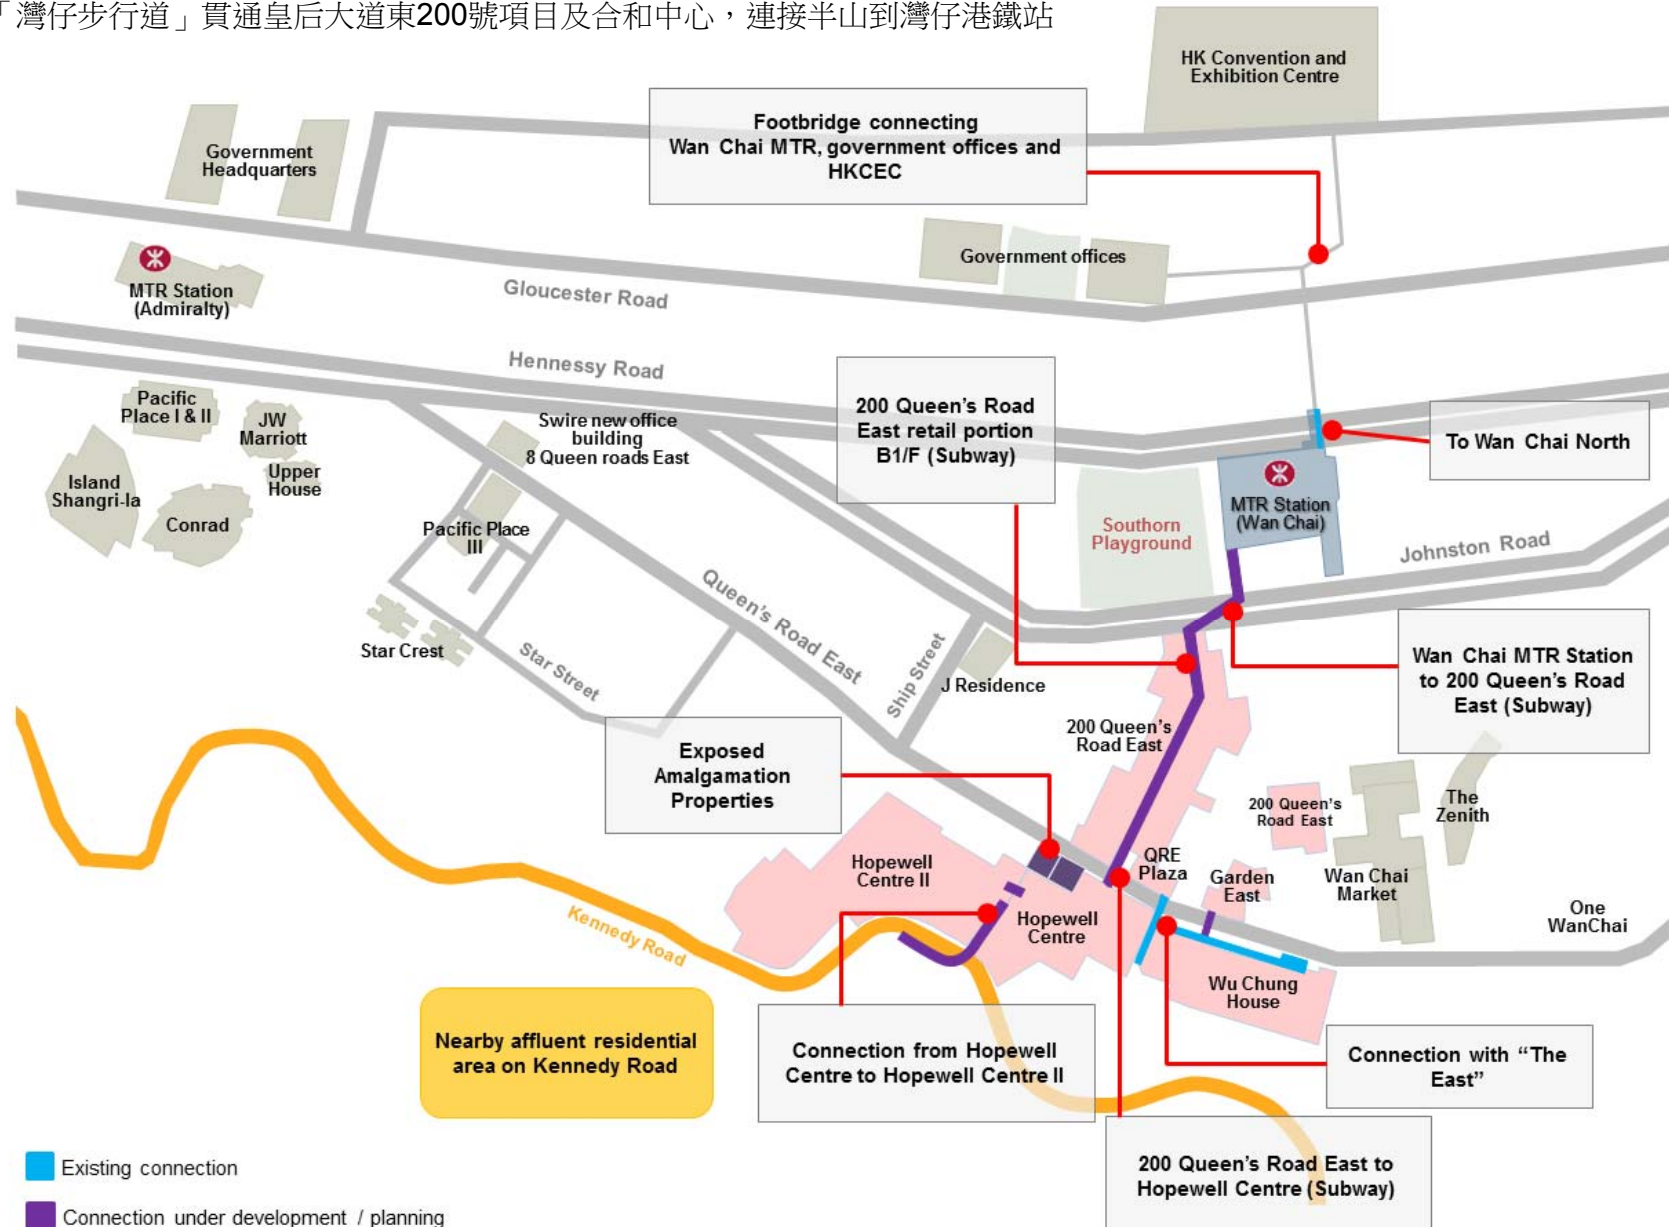 「灣仔步行道」貫通皇后大道東200號項目及合和中心，連接半山到灣仔港鐵站
HK Convention and
Exhibition Centre
Footbridge connecting
Wan Chai MTR, government offices and
HKCEC
Government
Headquarters
Government offices
MTR Station
(Admiralty)
Gloucester Road
Hennessy Road
Pacific
Place I & II
JW
Marriott
Upper
House
Island
Shangri-la
Conrad
Swire new office
building
8 Queen roads East
200 Queen's Road
East retail portion
B1/F (Subway)
To Wan Chai North
MTR Station
(Wan Chai)
Southorn
Playground
Johnston Road
Pacific Place
III
Queen's Road East
Star Crest
Star Street
Ship Street
J Residence
Wan Chai MTR Station
to 200 Queen's Road
East (Subway)
200 Queen's
Road East
Exposed
Amalgamation
Properties
200 Queen's
Road East
The
Zenith
Hopewell
Centre II
QRE
Plaza
Garden
East
Wan Chai
Market
One
WanChai
Hopewell
Centre
Kennedy Road
Wu Chung
House
Nearby affluent residential
area on Kennedy Road
Connection from Hopewell
Centre to Hopewell Centre II
Connection with “The
East”
200 Queen's Road East to
Hopewell Centre (Subway)
Existing connection
Connection under development / planning